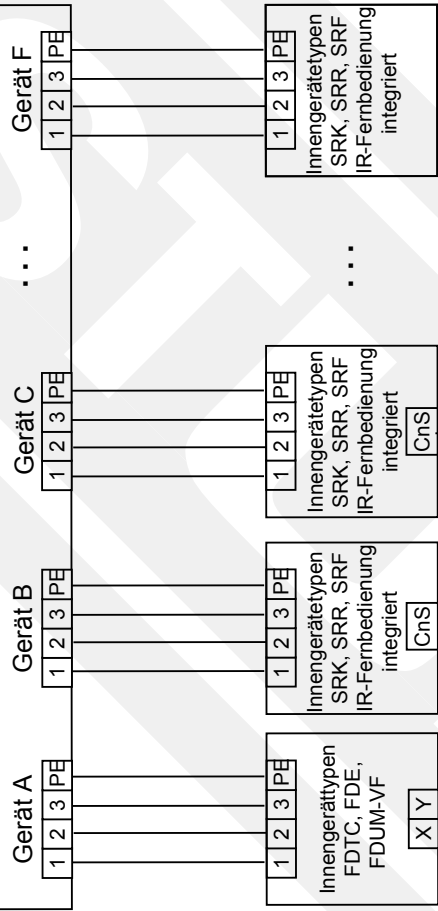 Gerät A
1 2 3 PE
Gerät B
1 2 3 PE
Gerät C
1 2 3 PE
...
Gerät F
1 2 3 PE
1 2 3 PE
Innengerättypen
FDTC, FDE,
FDUM-VF
X Y
1 2 3 PE
Innengerätetypen
SRK, SRR, SRF
IR-Fernbedienung
integriert
CnS
1 2 3 PE
Innengerätetypen
SRK, SRR, SRF
IR-Fernbedienung
integriert
CnS
...
1 2 3 PE
Innengerätetypen
SRK, SRR, SRF
IR-Fernbedienung
integriert